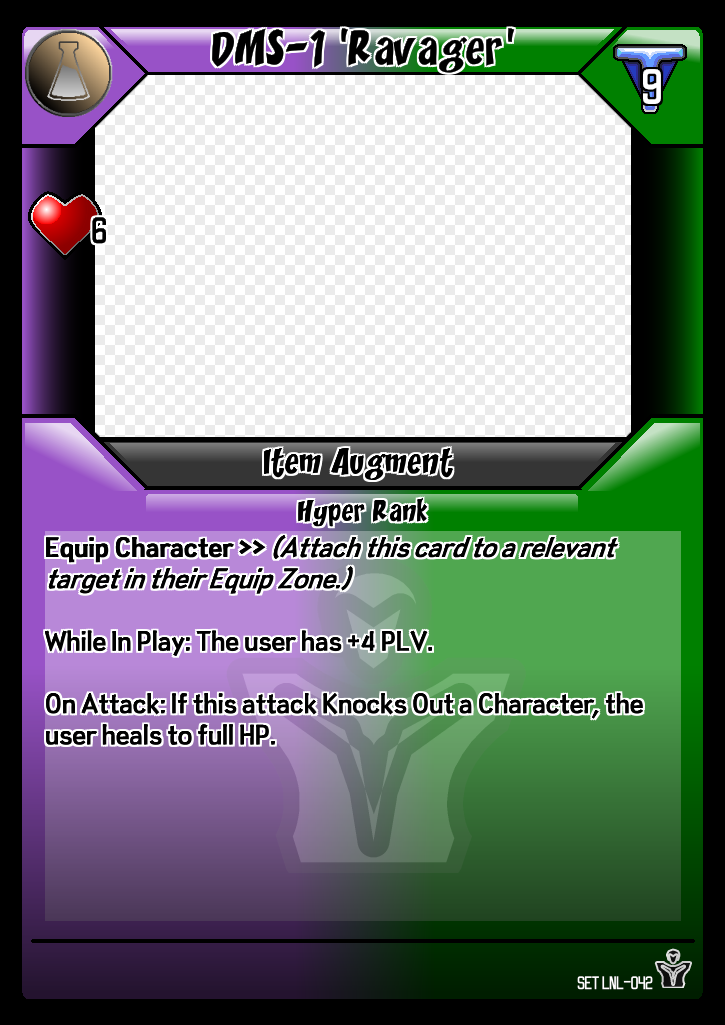 DMS-1 'Ravager'
9
6
Item Augment
Hyper Rank
Equip Character >> (Attach this card to a relevant
target in their Equip Zone.)
While In Play: The user has +4 PLV.
On Attack: If this attack Knocks Out a Character, the
user heals to full HP.
SET LNL-042